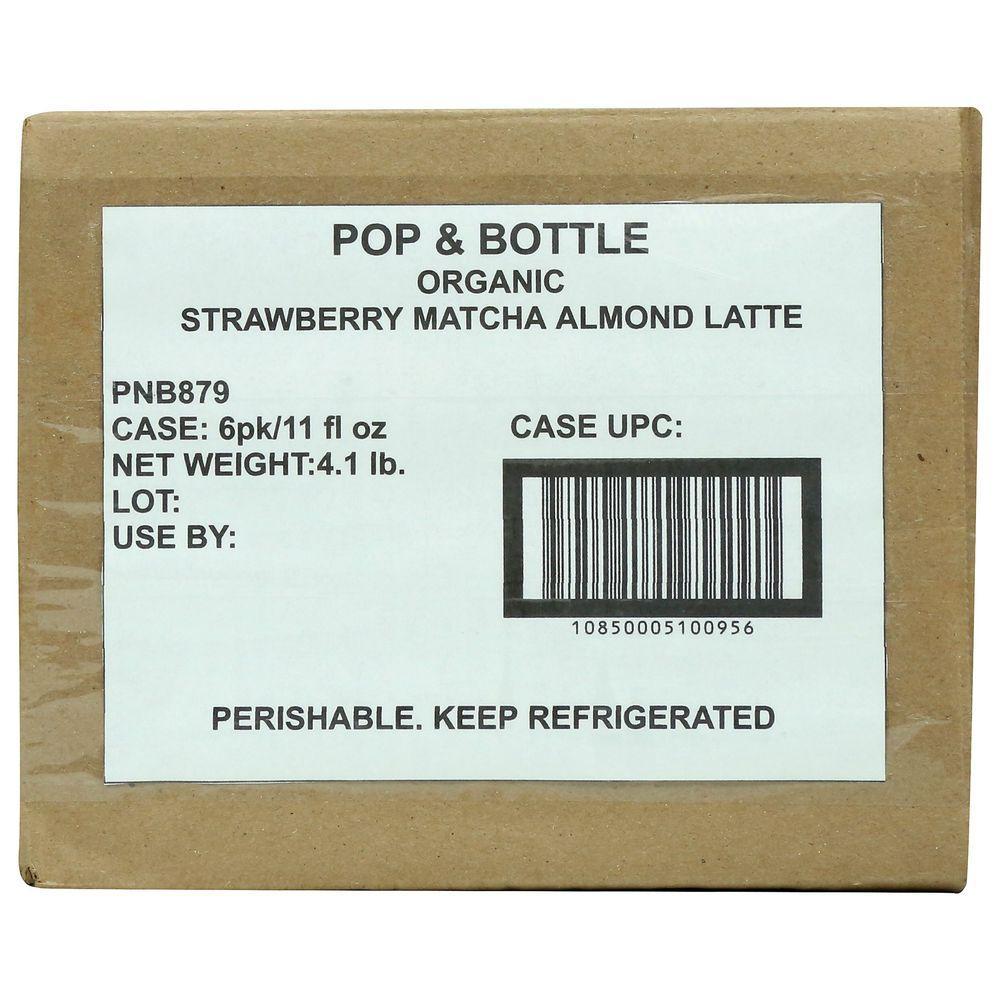 POP & BOTTLE
ORGANIC
STRAWBERRY MATCHA ALMOND LATTE
PNB879
CASE: 6pk/11 fl oz
NET WEIGHT:4.1 lb.
LOT:
USE BY:
CASE UPC:
10850005100956
PERISHABLE. KEEP REFRIGERATED